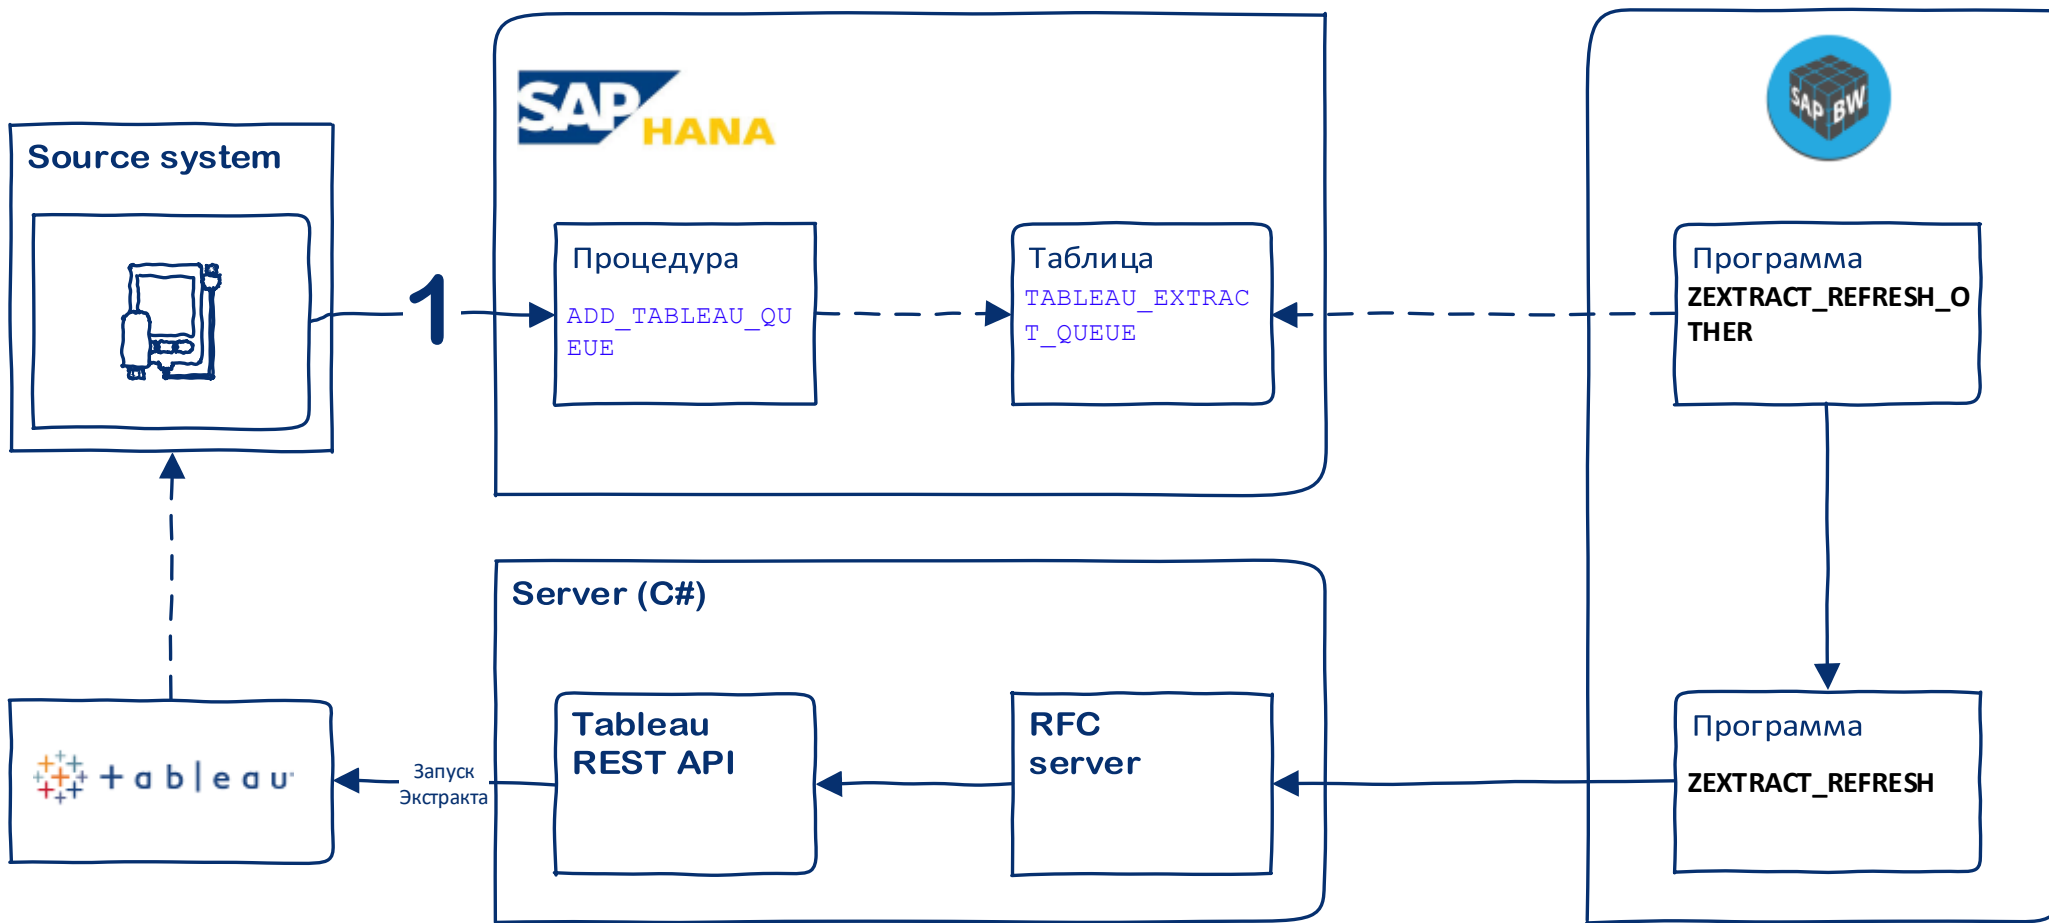 Source system
SAP
HANA
SAP BW
1
Процедура
ADD_TABLEAU_QU
EUE
Таблица
TABLEAU_EXTRAC
T_QUEUE
Программа
ZEXTRACT_REFRESH_O
THER
Server (C#)
Tableau
REST API
RFC
server
Программа
ZEXTRACT_REFRESH
Запуск
Экстракта
+ableau